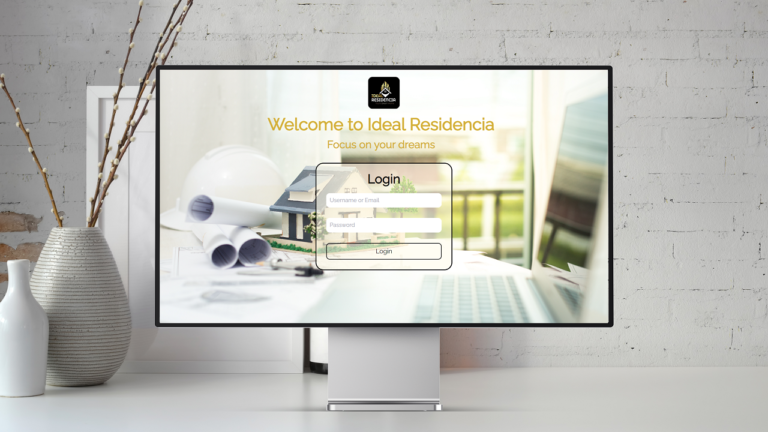 IDEAL
RESIDENCIA
Welcome to Ideal Residencia
Focus on your dreams
Login
Username or Email
Password
Login